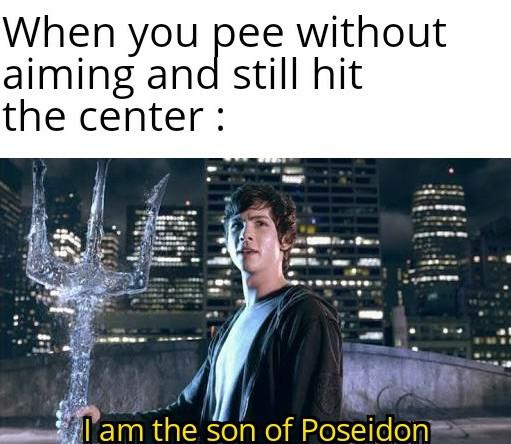 When you pee without
aiming and still hit
the center :
I am the son of Poseidon